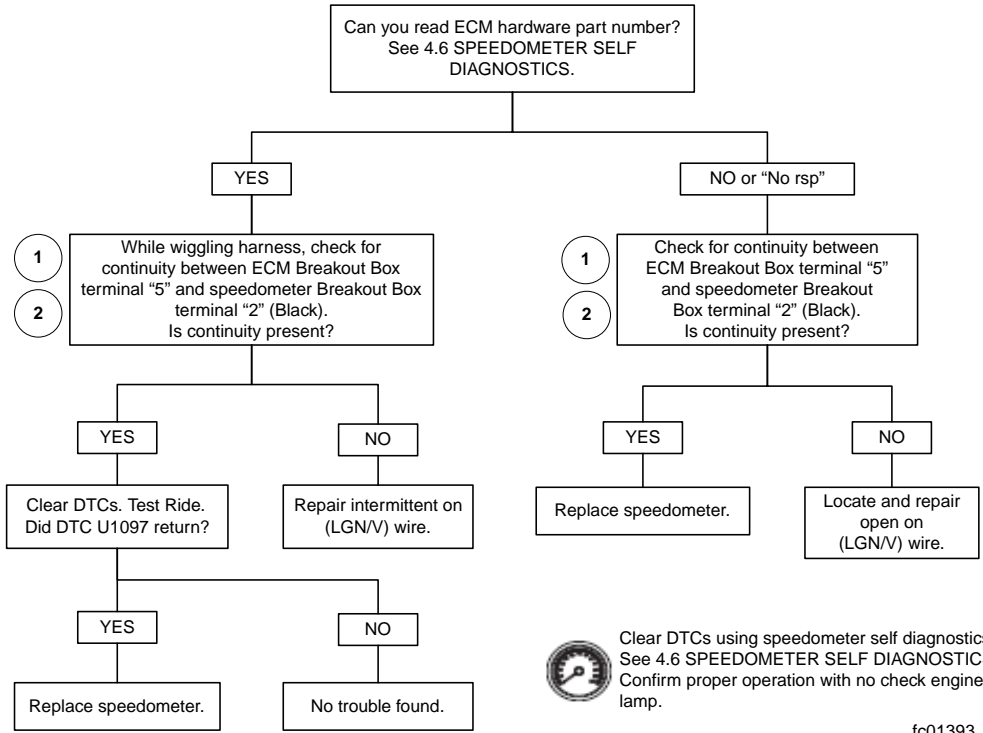 Can you read ECM hardware part number?
See 4.6 SPEEDOMETER SELF
DIAGNOSTICS.
YES
NO or “No rsp”
1
2
While wiggling harness, check for
continuity between ECM Breakout Box
terminal “5” and speedometer Breakout Box
terminal “2” (Black).
Is continuity present?
1
2
Check for continuity between
ECM Breakout Box terminal “5”
and speedometer Breakout
Box terminal “2” (Black).
Is continuity present?
YES
NO
YES
NO
Clear DTCs. Test Ride.
Did DTC U1097 return?
Repair intermittent on
(LGN/V) wire.
Replace speedometer.
Locate and repair
open on
(LGN/V) wire.
YES
NO
Replace speedometer.
No trouble found.
Clear DTCs using speedometer self diagnostics
See 4.6 SPEEDOMETER SELF DIAGNOSTIC
Confirm proper operation with no check engine
lamp.
fc01393